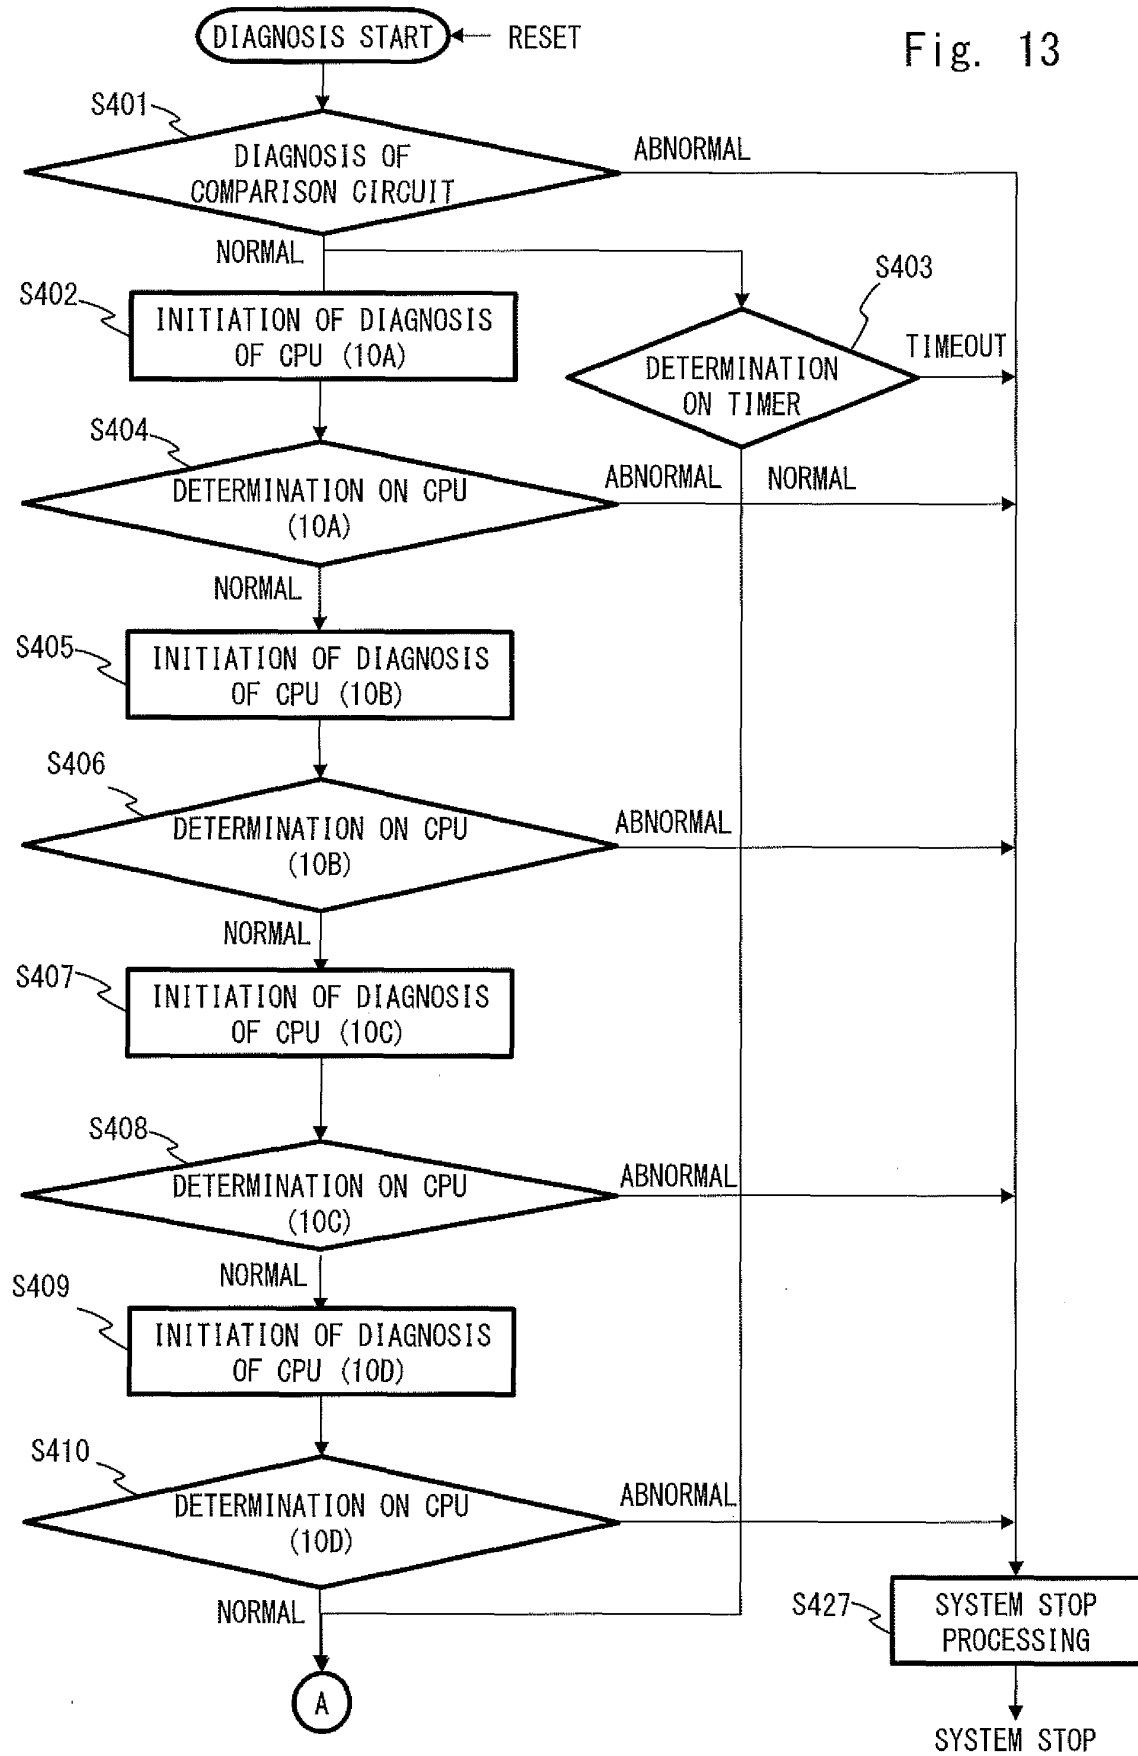 DIAGNOSIS START
RESET
Fig. 13
S401
DIAGNOSIS OF
COMPARISON CIRCUIT
ABNORMAL
NORMAL
S402
INITIATION OF DIAGNOSIS
OF CPU (10A)
S403
DETERMINATION
ON TIMER
TIMEOUT
S404
DETERMINATION ON CPU
(10A)
ABNORMAL
NORMAL
NORMAL
S405
INITIATION OF DIAGNOSIS
OF CPU (10B)
S406
DETERMINATION ON CPU
(10B)
ABNORMAL
NORMAL
S407
INITIATION OF DIAGNOSIS
OF CPU (10C)
S408
DETERMINATION ON CPU
(10C)
ABNORMAL
NORMAL
S409
INITIATION OF DIAGNOSIS
OF CPU (10D)
S410
DETERMINATION ON CPU
(10D)
ABNORMAL
NORMAL
S427
SYSTEM STOP
PROCESSING
A
SYSTEM STOP